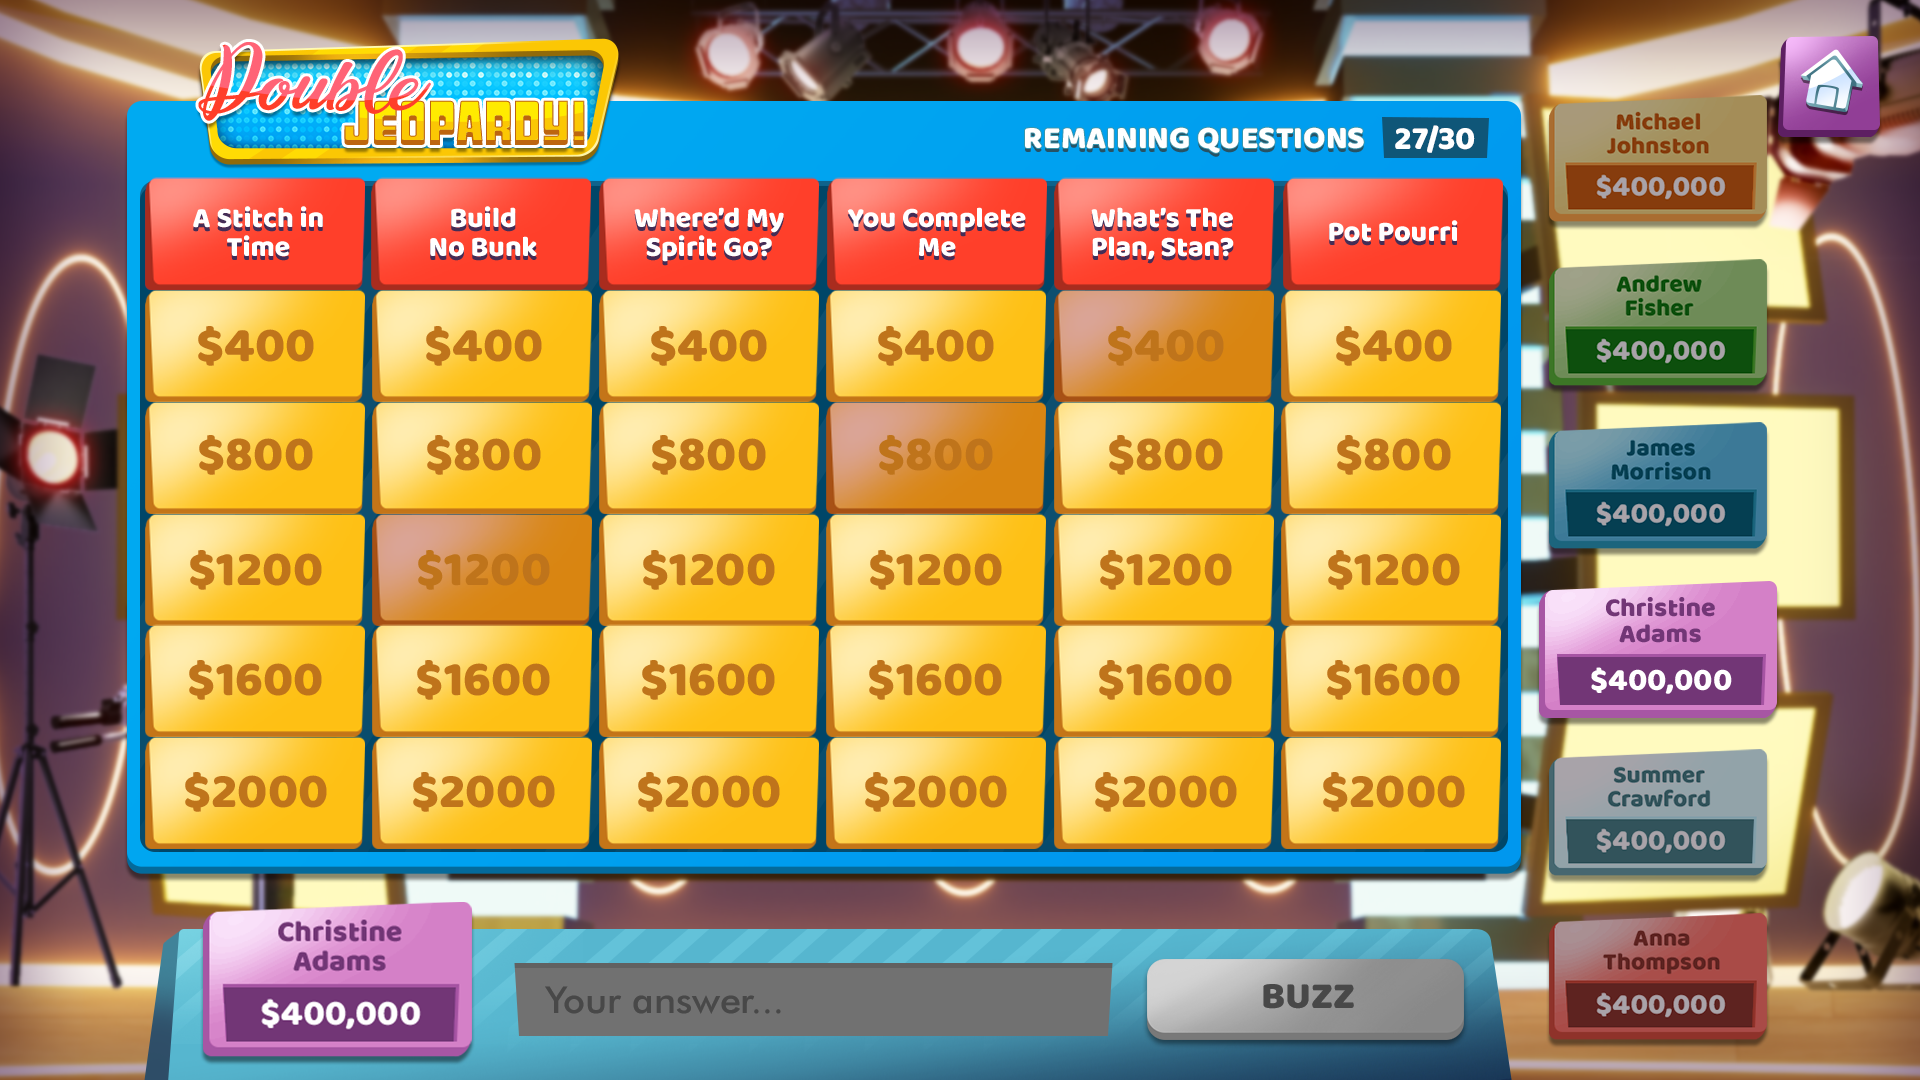 Double
JEOPARDY!
REMAINING QUESTIONS 27/30
A Stitch in
Time
Build
No Bunk
Where'd My
Spirit Go?
You Complete
Me
What's The
Plan, Stan?
Pot Pourri
$400 $400 $400 $400 $400 $400
$800 $800 $800 $800 $800 $800
$1200 $1200 $1200 $1200 $1200 $1200
$1600 $1600 $1600 $1600 $1600 $1600
$2000 $2000 $2000 $2000 $2000 $2000
Michael
Johnston
$400,000
Andrew
Fisher
$400,000
James
Morrison
$400,000
Christine
Adams
$400,000
Summer
Crawford
$400,000
Anna
Thompson
$400,000
Christine
Adams
$400,000
Your answer...
BUZZ